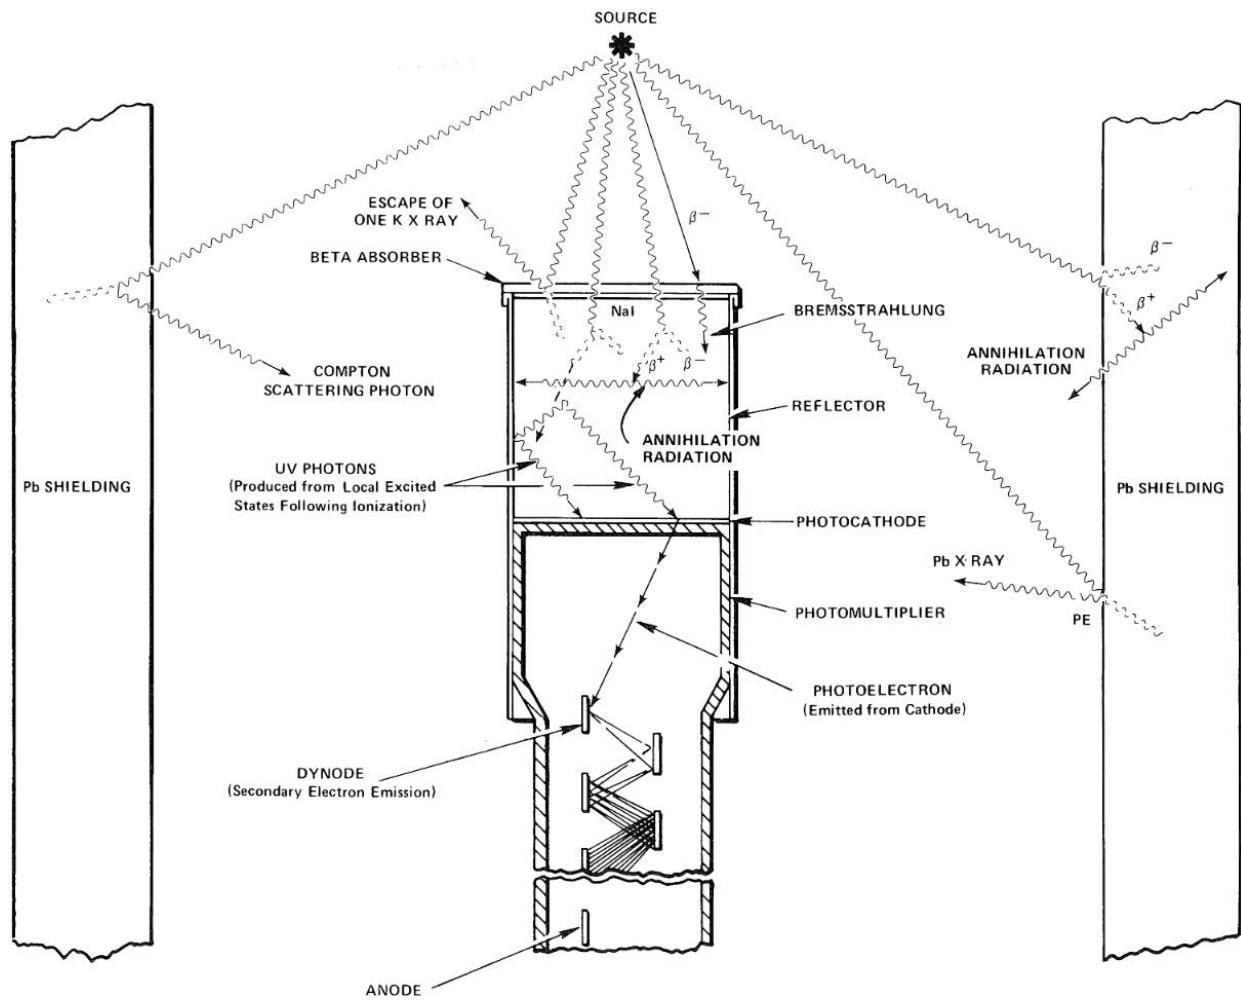 SOURCE
ESCAPE OF
ONE K X RAY
BETA ABSORBER
β−
NaI
BREMSSTRAHLUNG
β−
β+
ANNIHILATION
RADIATION
COMPTON
SCATTERING PHOTON
β+
β−
REFLECTOR
ANNIHILATION
RADIATION
UV PHOTONS
(Produced from Local Excited
States Following Ionization)
Pb SHIELDING
Pb SHIELDING
PHOTOCATHODE
Pb X-RAY
PHOTOMULTIPLIER
PE
PHOTOELECTRON
(Emitted from Cathode)
DYNODE
(Secondary Electron Emission)
ANODE